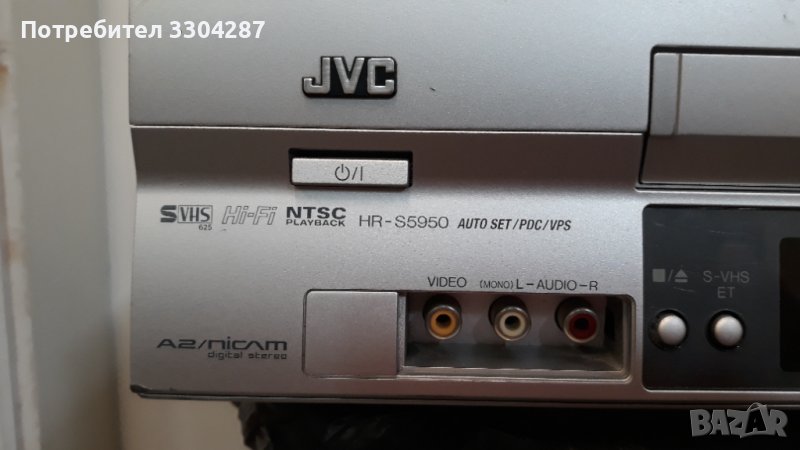 Потребител 3304287
JVC
⏻/I
S VHS 625 Hi-Fi NTSC PLAYBACK HR-S5950 AUTO SET/PDC/VPS
VIDEO (MONO) L-AUDIO-R
■/⏏ S-VHS ET
A2/nicam
digital stereo
BAZAR